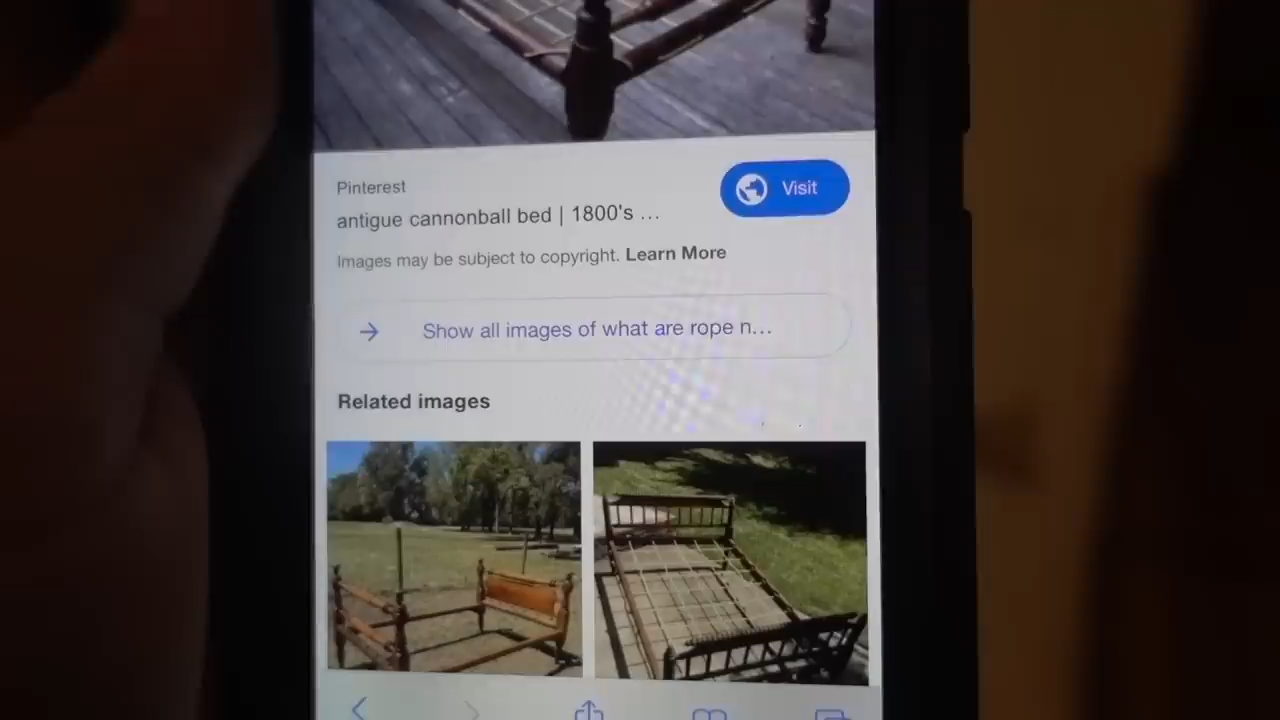 Pinterest
Visit
antigue cannonball bed | 1800's ...
Images may be subject to copyright. Learn More
Show all images of what are rope n...
Related images